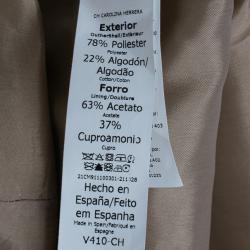 CH CAROLINA HERRERA
Exterior
Outhershell/Extérieur
78% Poliester
Polyester
22% Algodón/
Algodão
Cotton/Coton
Forro
Lining/Doublure
63% Acetato
Acetate
37%
Cuproamonio
Cupro
Hecho en
España/Feito
em Espanha
Made in Spain/Fabriqué en
Espagne
V410-CH